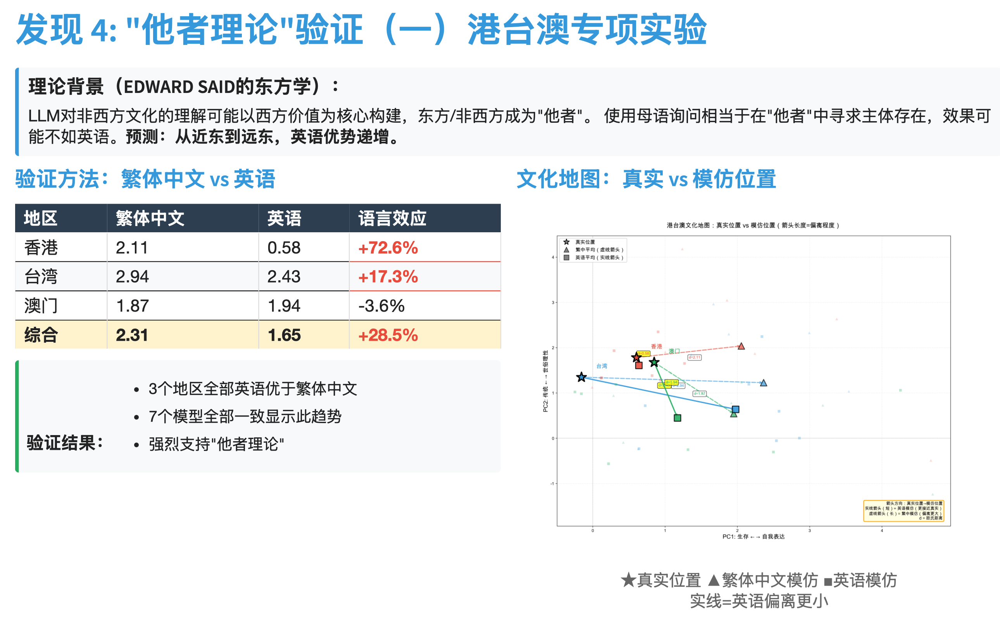 发现 4: "他者理论"验证（一）港台澳专项实验
理论背景（EDWARD SAID的东方学）：
LLM对非西方文化的理解可能以西方价值为核心构建，东方/非西方成为"他者"。 使用母语询问相当于在"他者"中寻求主体存在，效果可
能不如英语。预测：从近东到远东，英语优势递增。
验证方法：繁体中文 vs 英语
地区 繁体中文 英语 语言效应
香港 2.11 0.58 +72.6%
台湾 2.94 2.43 +17.3%
澳门 1.87 1.94 -3.6%
综合 2.31 1.65 +28.5%
验证结果：
• 3个地区全部英语优于繁体中文
• 7个模型全部一致显示此趋势
• 强烈支持"他者理论"
文化地图：真实 vs 模仿位置
港台澳文化地图：真实位置 vs 模仿位置（箭头长度=偏离程度）
真实位置
繁中平均（虚线箭头）
英语平均（实线箭头）
4
3
2
1
0
-1
PC2: 传统 ←→ 世俗理性
香港
澳门
台湾
d=0.58
d=2.11
d=1.94
d=2.94
d=1.87
箭头方向：真实位置→模仿位置
实线箭头（短）= 英语模仿（更接近真实）
虚线箭头（长）= 繁中模仿（偏离更大）
d = 欧氏距离
0 1 2 3 4
PC1: 生存 ←→ 自我表达
★真实位置 ▲繁体中文模仿 ■英语模仿
实线=英语偏离更小